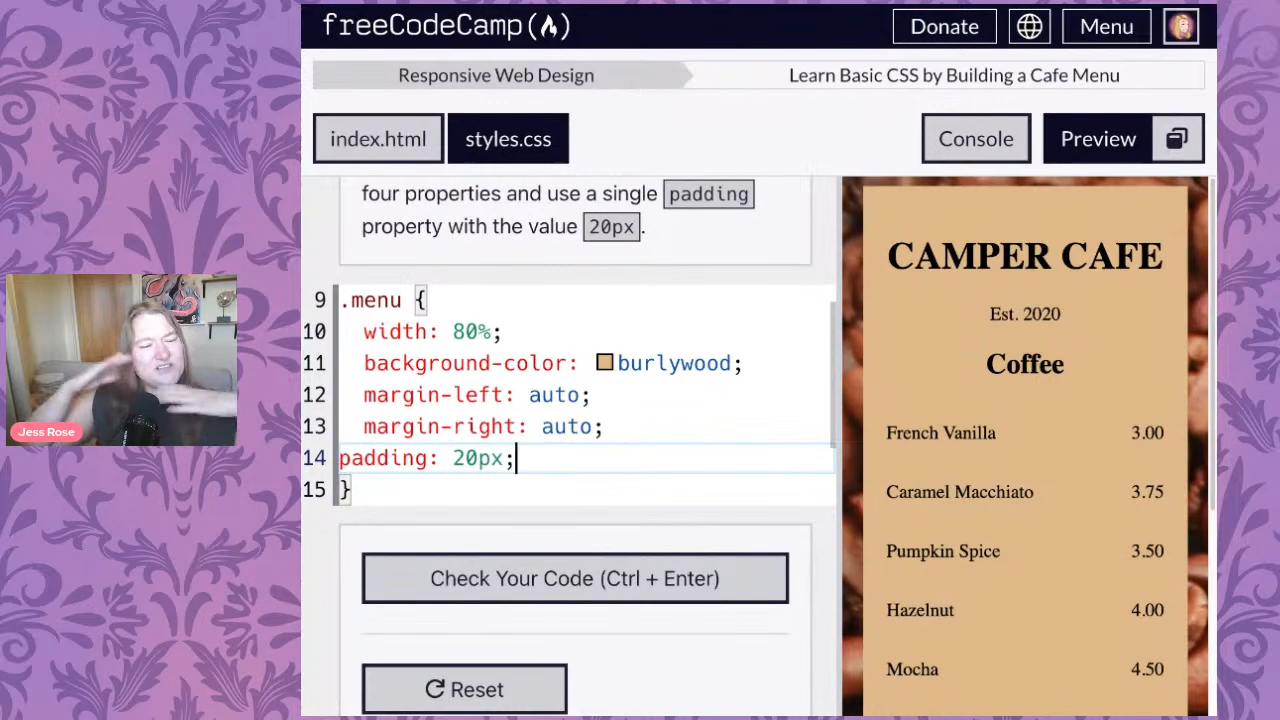 freeCodeCamp
Donate
Menu
Responsive Web Design
Learn Basic CSS by Building a Cafe Menu
index.html
styles.css
Console
Preview
four properties and use a single padding
property with the value 20px.
9 .menu {
10 width: 80%;
11 background-color: burlywood;
12 margin-left: auto;
13 margin-right: auto;
14 padding: 20px;
15 }
Check Your Code (Ctrl + Enter)
Reset
CAMPER CAFE
Est. 2020
Coffee
French Vanilla 3.00
Caramel Macchiato 3.75
Pumpkin Spice 3.50
Hazelnut 4.00
Mocha 4.50
Jess Rose